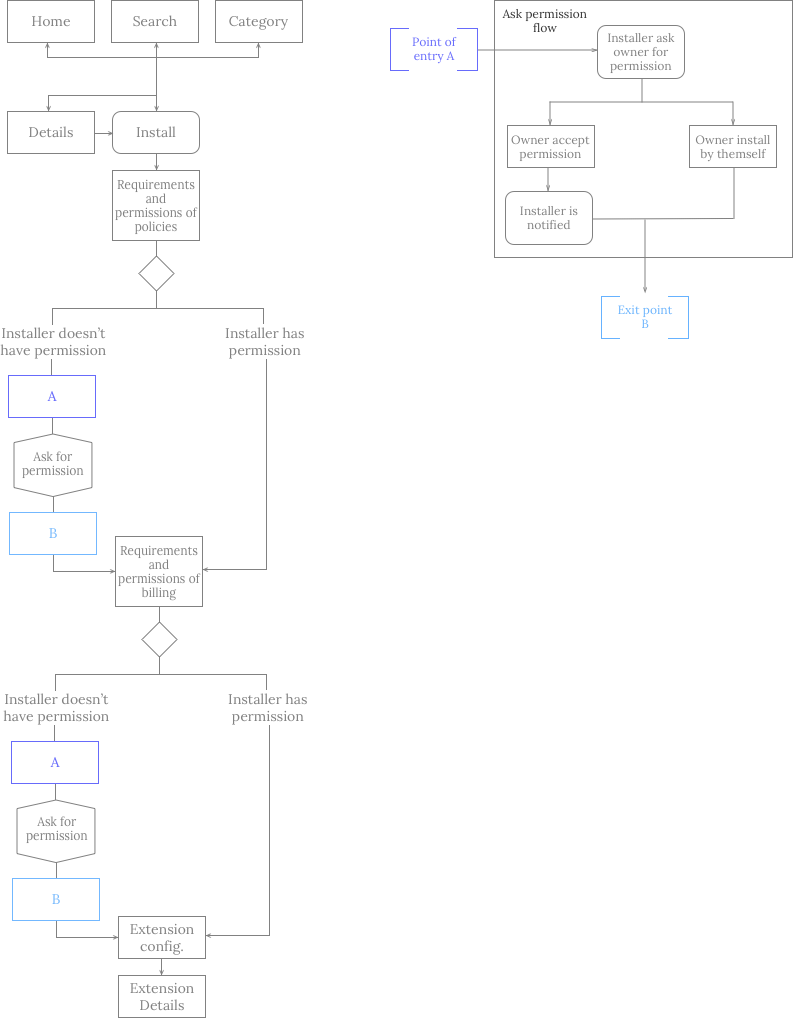 Home
Search
Category
Details
Install
Requirements
and
permissions of
policies
Installer doesn't
have permission
Installer has
permission
A
Ask for
permission
B
Requirements
and
permissions of
billing
Installer doesn't
have permission
Installer has
permission
A
Ask for
permission
B
Extension
config.
Extension
Details
Point of
entry A
Ask permission
flow
Installer ask
owner for
permission
Owner accept
permission
Owner install
by themself
Installer is
notified
Exit point
B